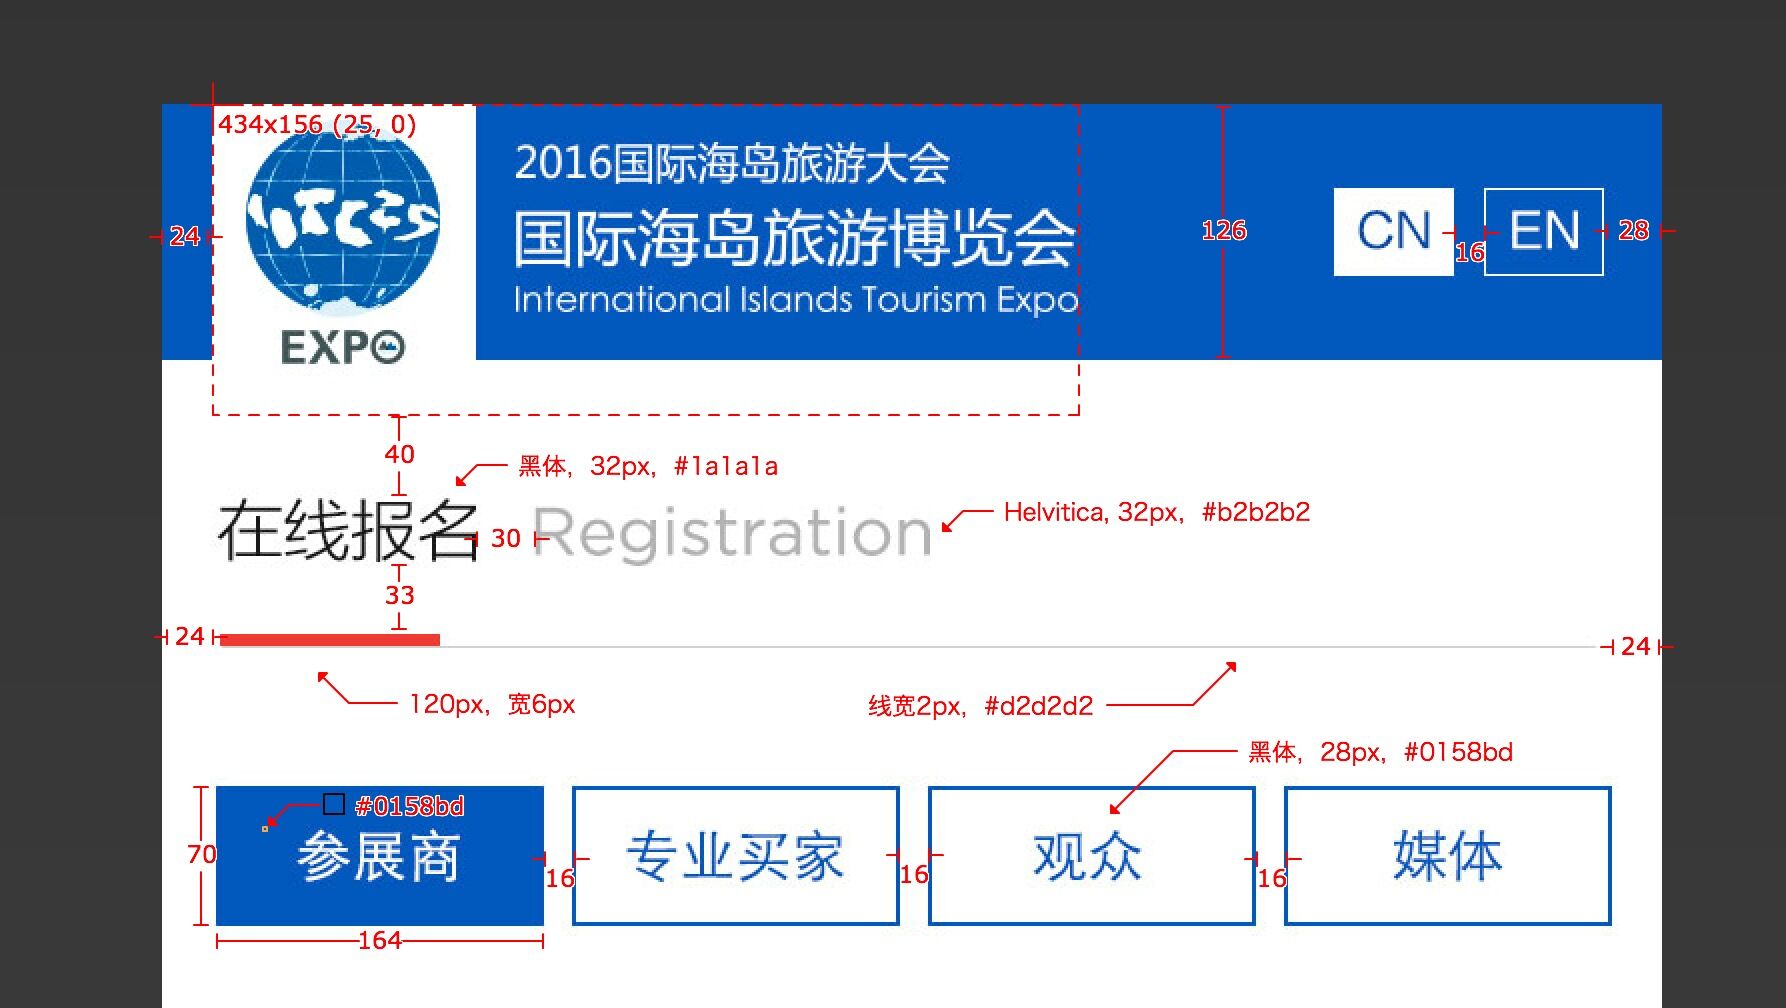 434x156 (25, 0)
2016国际海岛旅游大会
国际海岛旅游博览会
International Islands Tourism Expo
EXPO
CN
EN
24
126
16
28
40
黑体，32px，#1a1a1a
在线报名
30
Registration
Helvitica, 32px，#b2b2b2
33
24
24
120px，宽6px
线宽2px，#d2d2d2
黑体，28px，#0158bd
#0158bd
70
参展商
16
专业买家
16
观众
16
媒体
164